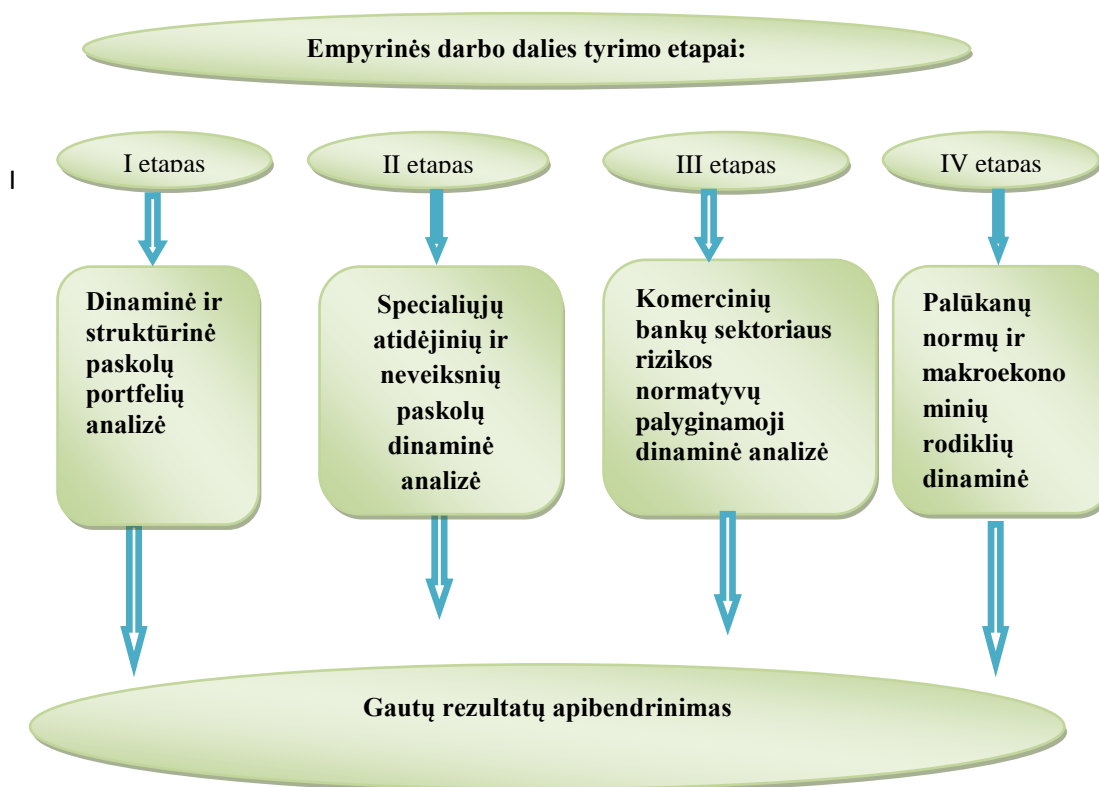 Empyrinės darbo dalies tyrimo etapai:
I etapas
II etapas
III etapas
IV etapas
l
Dinaminė ir
struktūrinė
paskolų
portfelių
analizė
Specialiųjų
atidėjinių ir
neveiksnių
paskolų
dinaminė
analizė
Komercinių
bankų sektoriaus
rizikos
normatyvų
palyginamoji
dinaminė analizė
Palūkanų
normų ir
makroekono
minių
rodiklių
dinaminė
Gautų rezultatų apibendrinimas